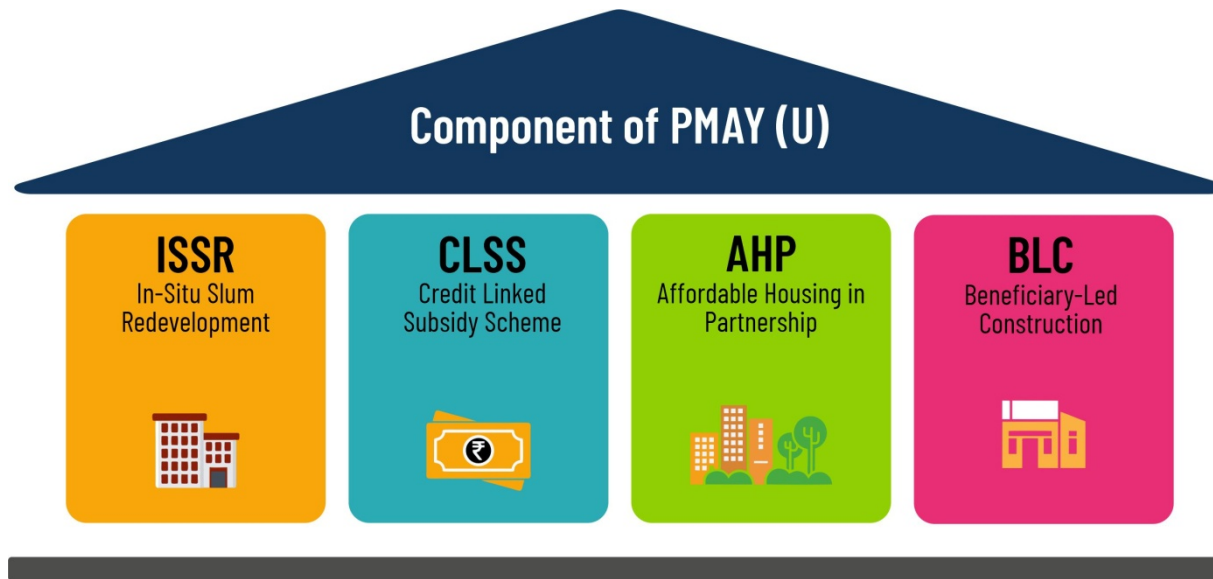 Component of PMAY (U)
ISSR
In-Situ Slum
Redevelopment
CLSS
Credit Linked
Subsidy Scheme
AHP
Affordable Housing in
Partnership
BLC
Beneficiary-Led
Construction
₹